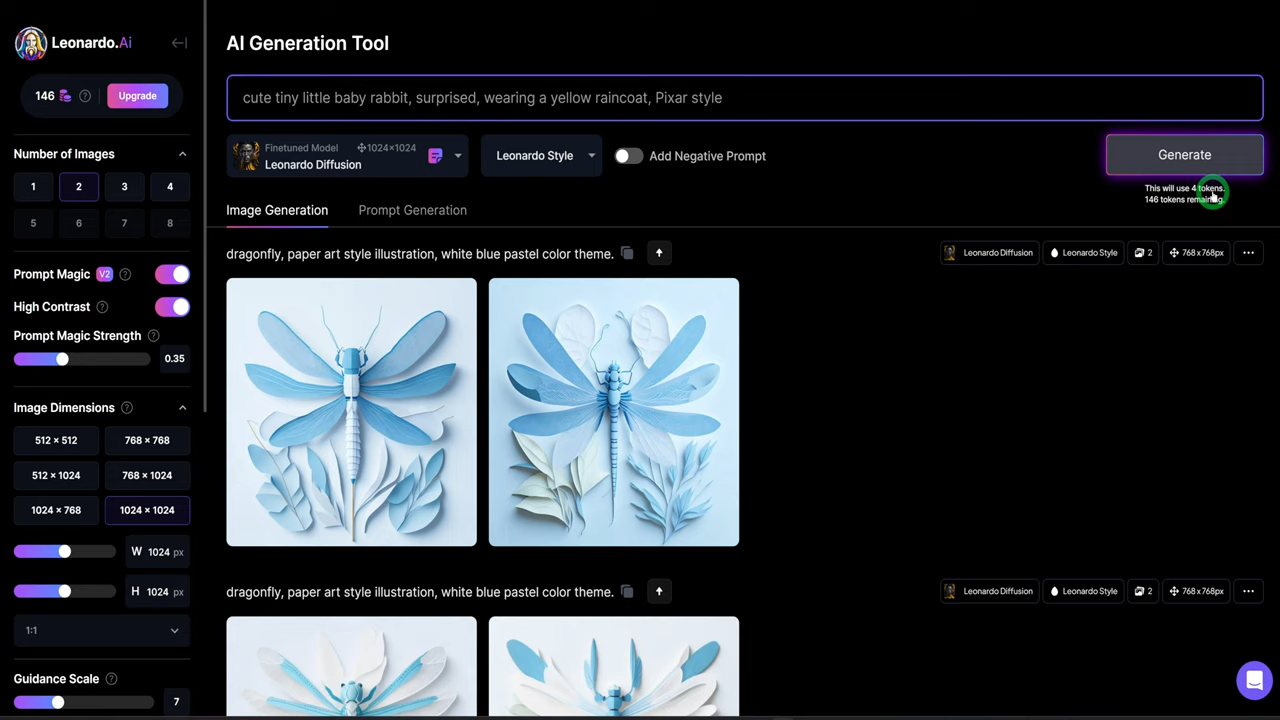 Leonardo.Ai
146
Upgrade
Number of Images
1
2
3
4
5
6
7
8
Prompt Magic V2
High Contrast
Prompt Magic Strength
0.35
Image Dimensions
512 × 512
768 × 768
512 × 1024
768 × 1024
1024 × 768
1024 × 1024
W 1024 px
H 1024 px
1:1
Guidance Scale
7
AI Generation Tool
cute tiny little baby rabbit, surprised, wearing a yellow raincoat, Pixar style
Finetuned Model 1024×1024
Leonardo Diffusion
Leonardo Style
Add Negative Prompt
Generate
This will use 4 tokens.
146 tokens remaining.
Image Generation
Prompt Generation
dragonfly, paper art style illustration, white blue pastel color theme.
Leonardo Diffusion
Leonardo Style
2
768x768px
dragonfly, paper art style illustration, white blue pastel color theme.
Leonardo Diffusion
Leonardo Style
2
768x768px